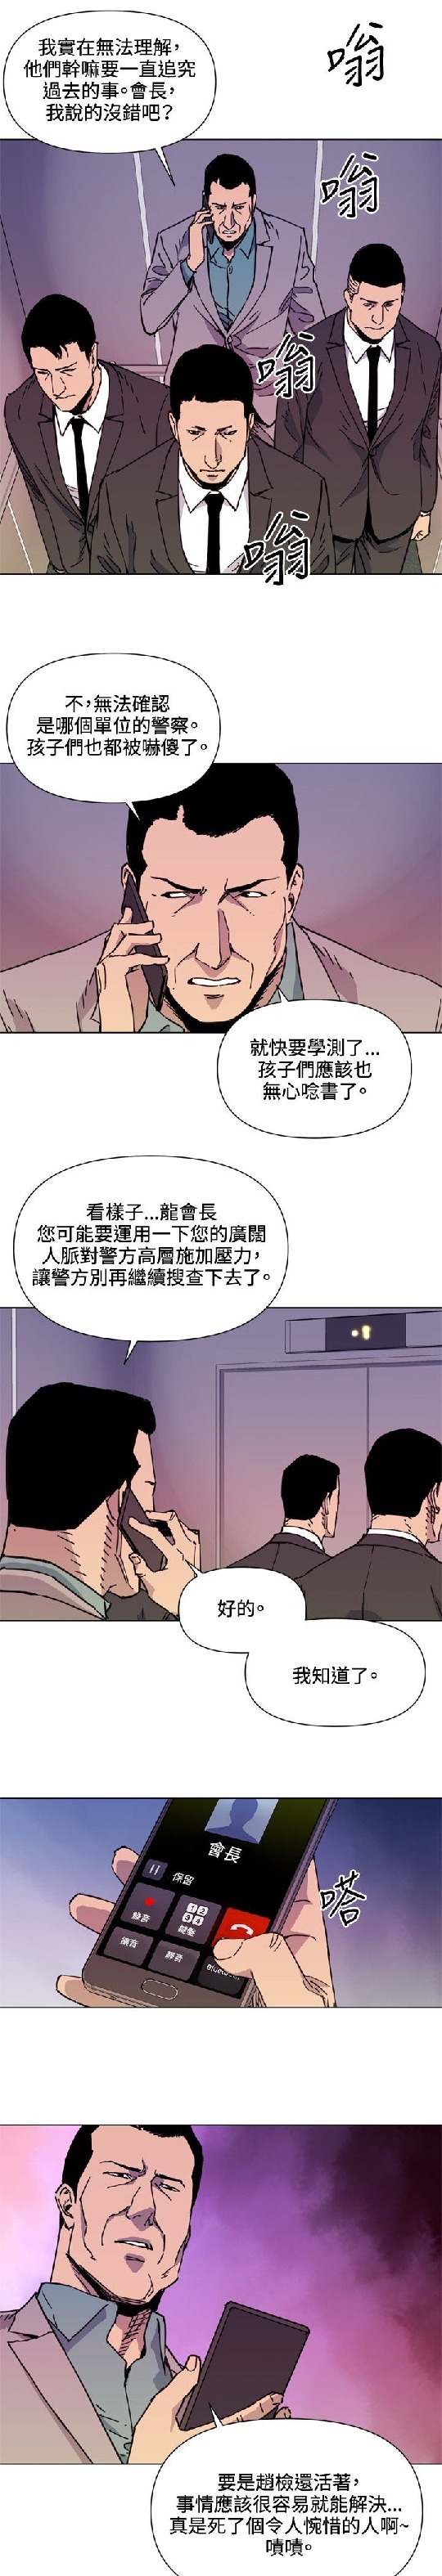 我實在無法理解，
他們幹嘛要一直追究
過去的事。會長，
我說的沒錯吧？
嗡
嗡
嗡
嗡
不，無法確認
是哪個單位的警察。
孩子們也都被嚇傻了。
就快要學測了…
孩子們應該也
無心唸書了。
看樣子…龍會長
您可能要運用一下您的廣闊
人脈對警方高層施加壓力，
讓警方別再繼續搜查下去了。
好的。
我知道了。
會長
保留
錄音
1 2
3 4
鍵盤
擴音
靜音
Bluetooth
嗒
要是趙檢還活著，
事情應該很容易就能解決…
真是死了個令人惋惜的人啊~
嘖嘖。